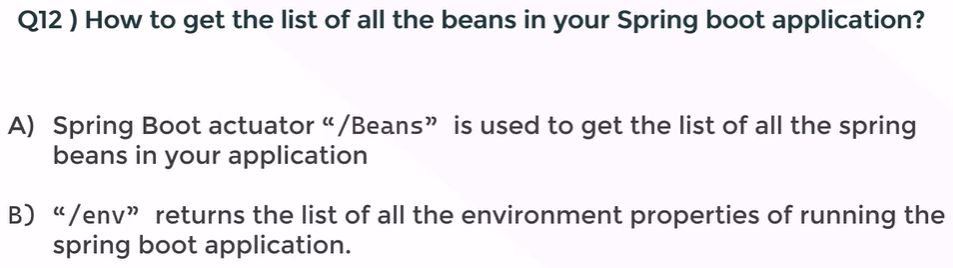 Q12 ) How to get the list of all the beans in your Spring boot application?
A) Spring Boot actuator “/Beans” is used to get the list of all the spring
beans in your application
B) “/env” returns the list of all the environment properties of running the
spring boot application.